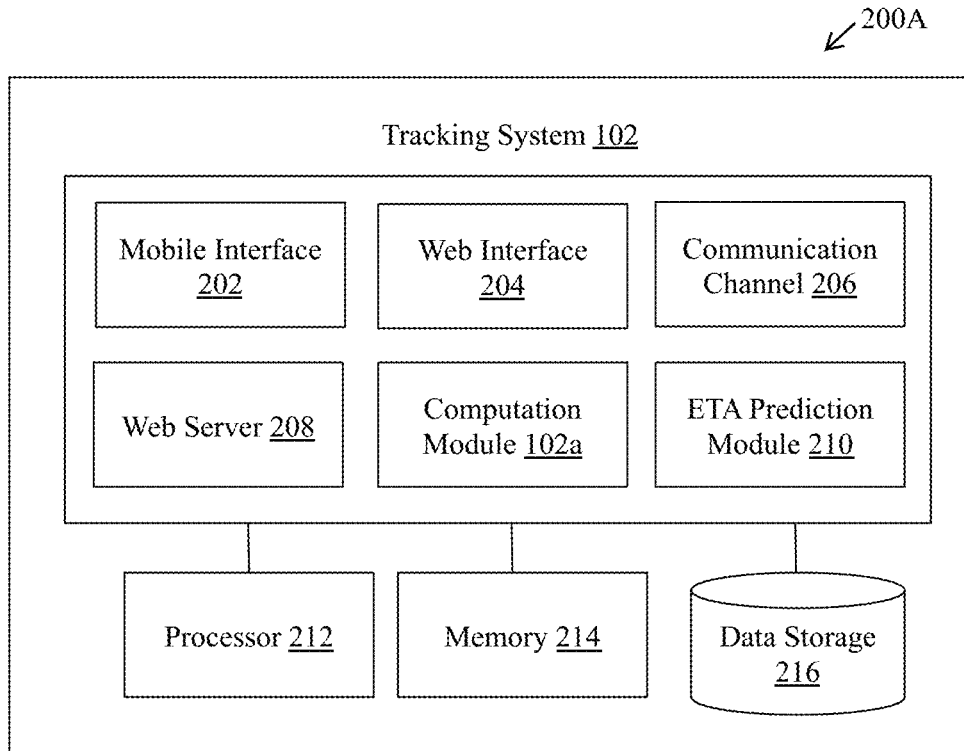 200A
Tracking System 102
Mobile Interface
202
Web Interface
204
Communication
Channel 206
Web Server 208
Computation
Module 102a
ETA Prediction
Module 210
Processor 212
Memory 214
Data Storage
216